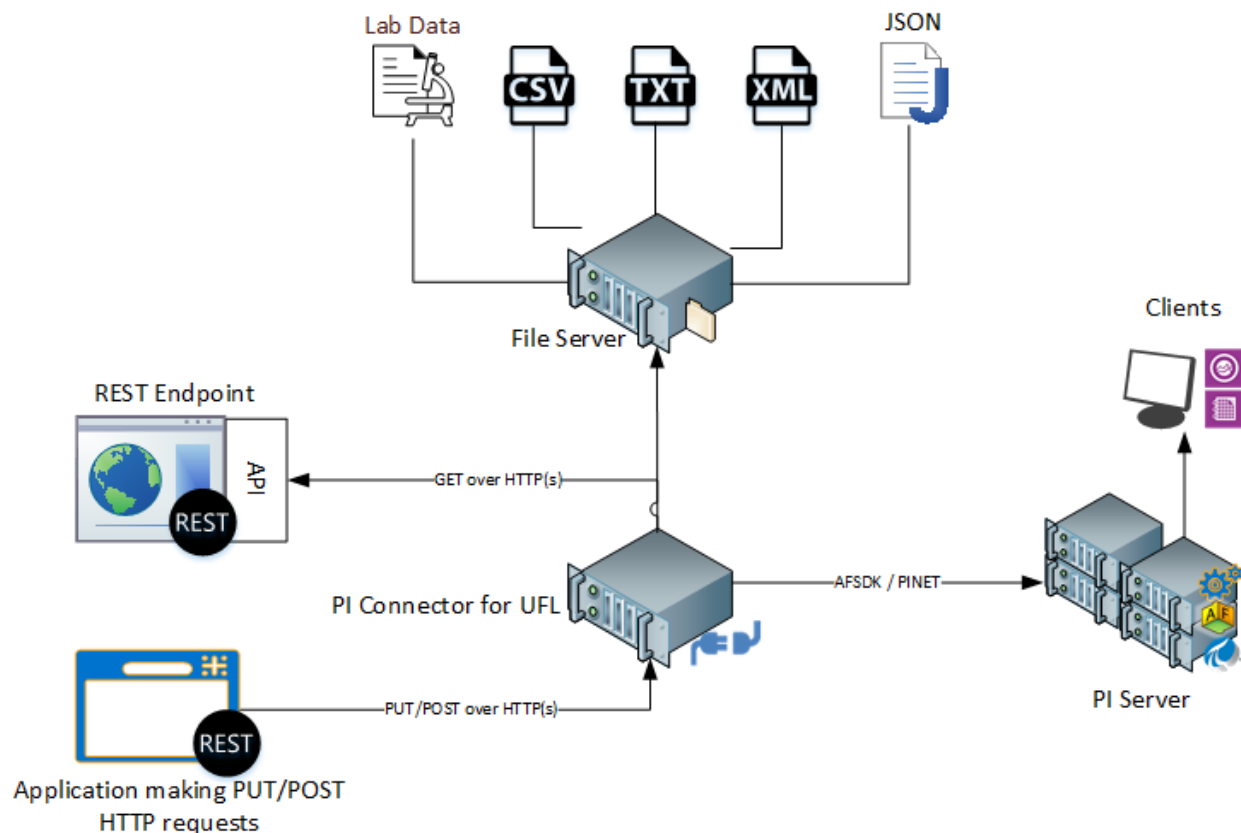 Lab Data
JSON
CSV
TXT
XML
File Server
Clients
REST Endpoint
API
REST
GET over HTTP(s)
PI Connector for UFL
AFSDK / PINET
A F
PI Server
PUT/POST over HTTP(s)
REST
Application making PUT/POST
HTTP requests